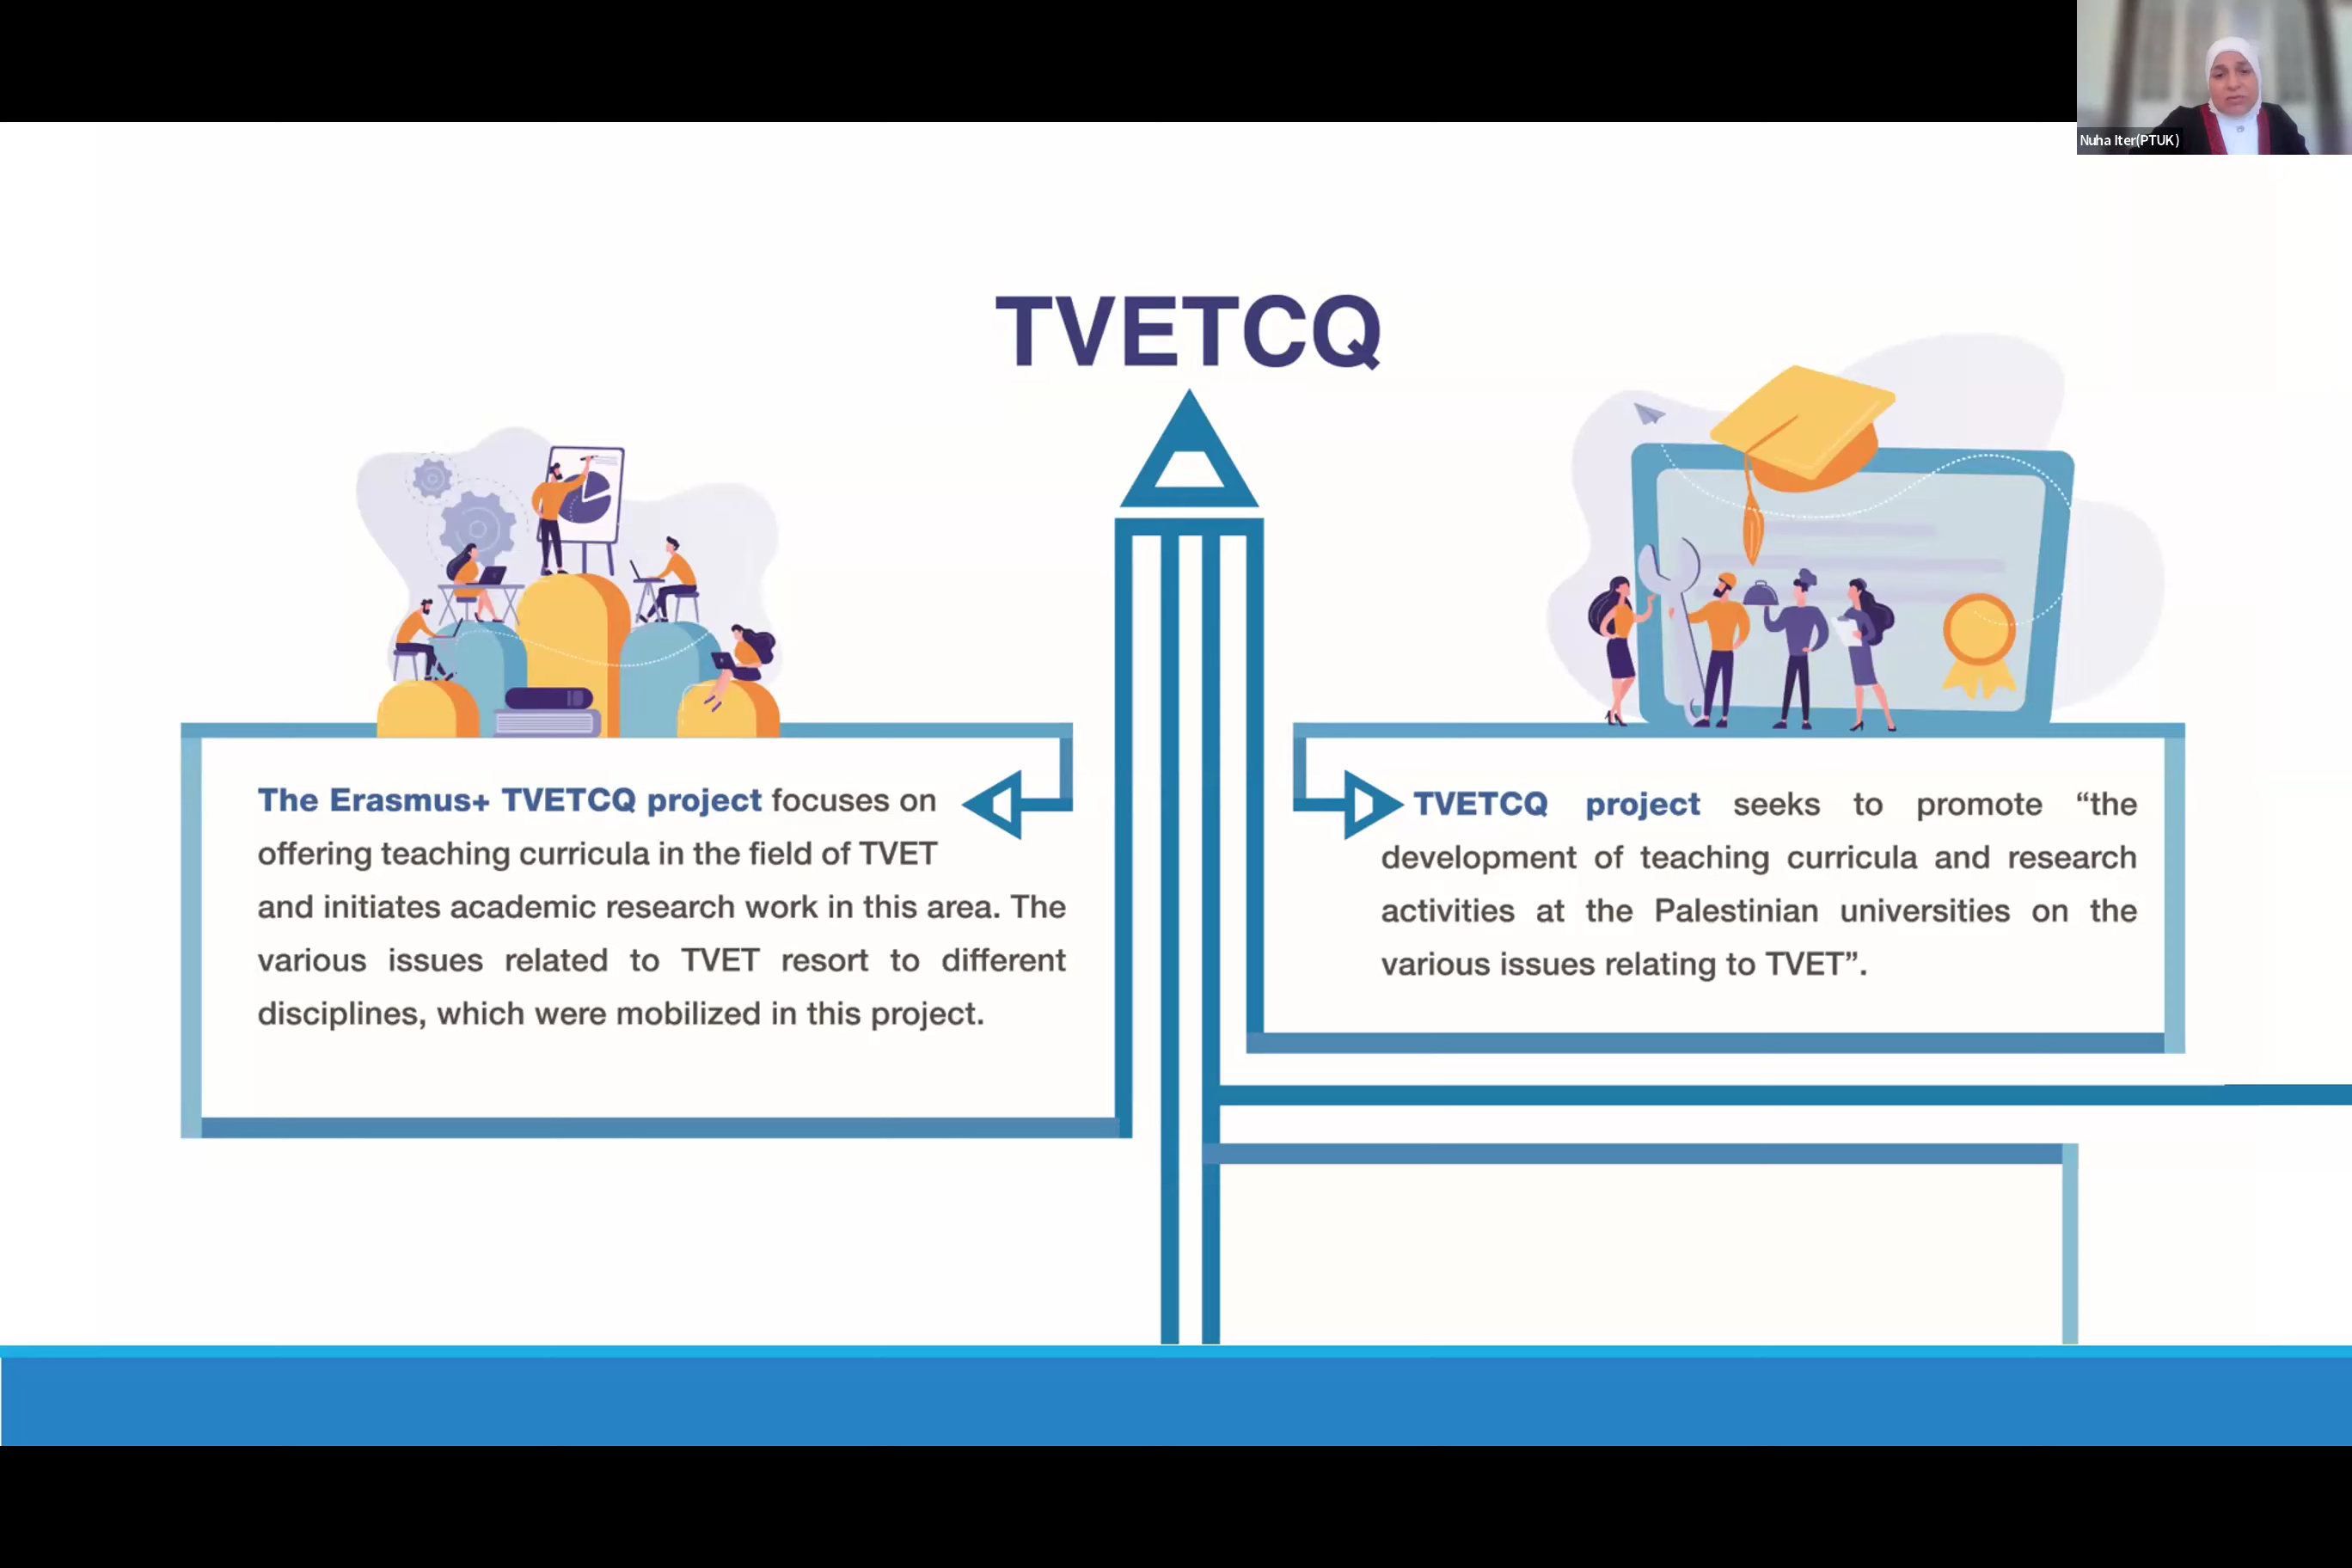 Nuha Iter(PTUK)
TVETCQ
The Erasmus+ TVETCQ project focuses on
offering teaching curricula in the field of TVET
and initiates academic research work in this area. The
various issues related to TVET resort to different
disciplines, which were mobilized in this project.
TVETCQ project seeks to promote “the
development of teaching curricula and research
activities at the Palestinian universities on the
various issues relating to TVET”.